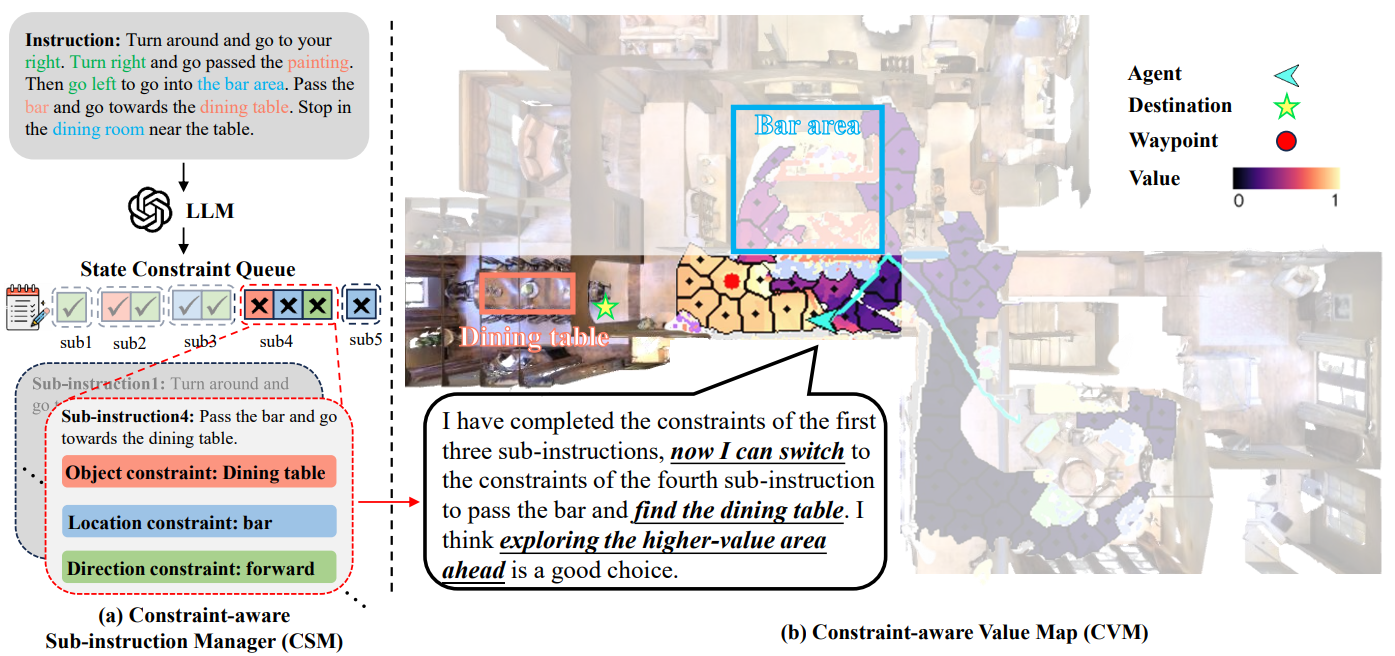 Instruction: Turn around and go to your
right. Turn right and go passed the painting.
Then go left to go into the bar area. Pass the
bar and go towards the dining table. Stop in
the dining room near the table.
LLM
State Constraint Queue
sub1 sub2 sub3 sub4 sub5
Sub-instruction1: Turn around and
go
Sub-instruction4: Pass the bar and go
towards the dining table.
Object constraint: Dining table
Location constraint: bar
Direction constraint: forward
(a) Constraint-aware
Sub-instruction Manager (CSM)
Bar area
Dining table
Agent
Destination
Waypoint
Value
0 1
I have completed the constraints of the first
three sub-instructions, now I can switch to
the constraints of the fourth sub-instruction
to pass the bar and find the dining table. I
think exploring the higher-value area
ahead is a good choice.
(b) Constraint-aware Value Map (CVM)